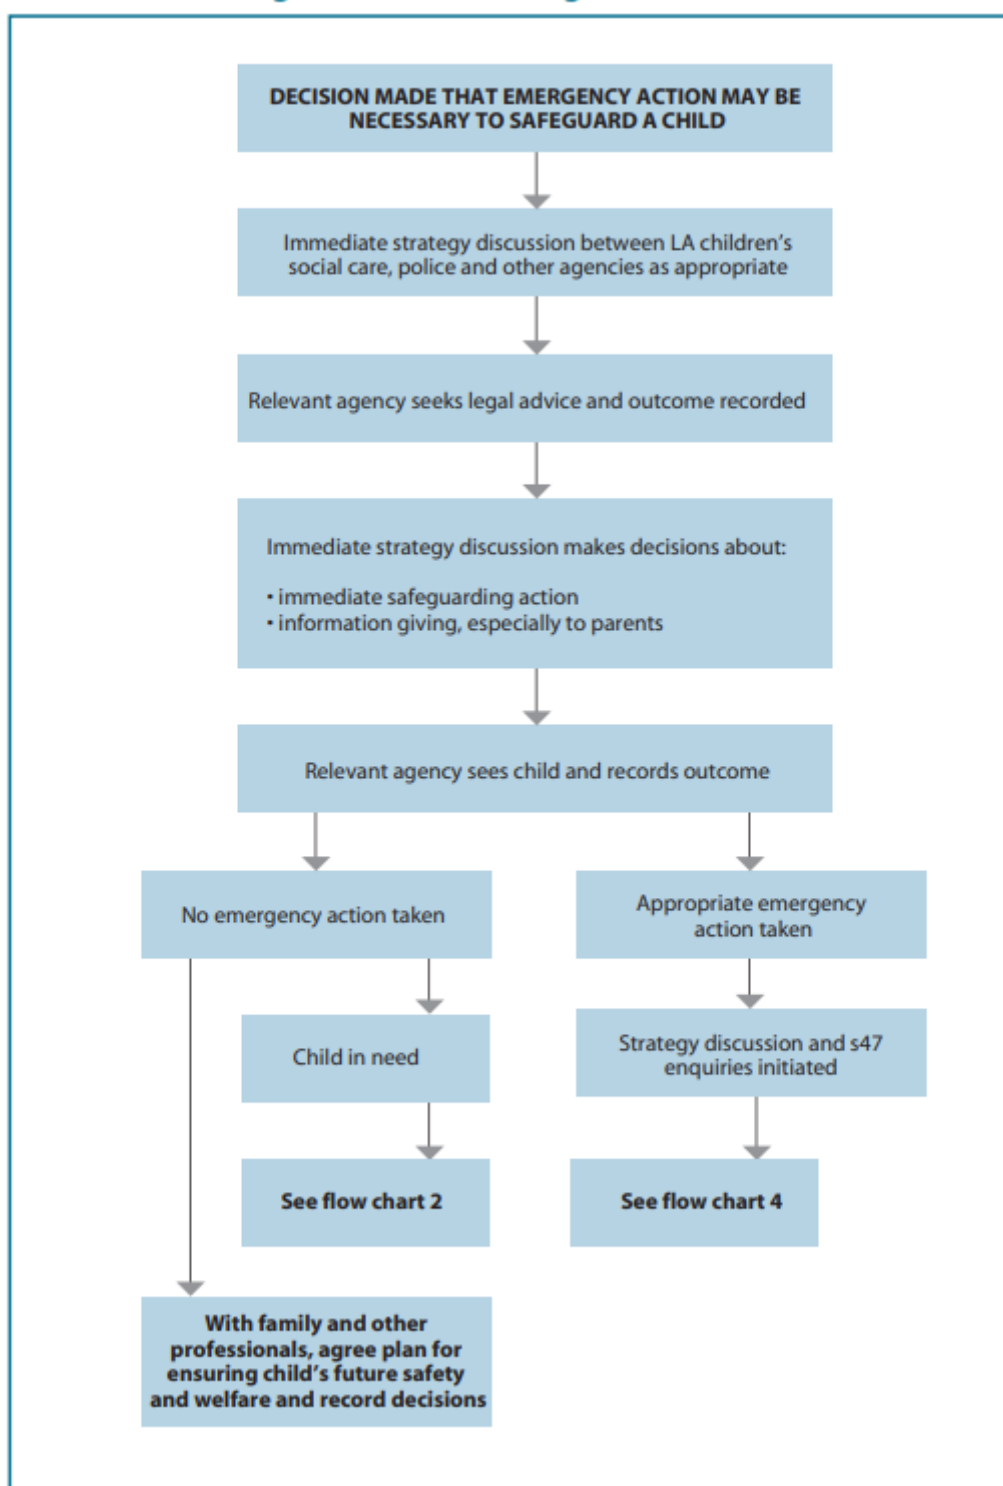 DECISION MADE THAT EMERGENCY ACTION MAY BE
NECESSARY TO SAFEGUARD A CHILD
Immediate strategy discussion between LA children’s
social care, police and other agencies as appropriate
Relevant agency seeks legal advice and outcome recorded
Immediate strategy discussion makes decisions about:
• immediate safeguarding action
• information giving, especially to parents
Relevant agency sees child and records outcome
No emergency action taken
Appropriate emergency
action taken
Child in need
Strategy discussion and s47
enquiries initiated
See flow chart 2
See flow chart 4
With family and other
professionals, agree plan for
ensuring child’s future safety
and welfare and record decisions